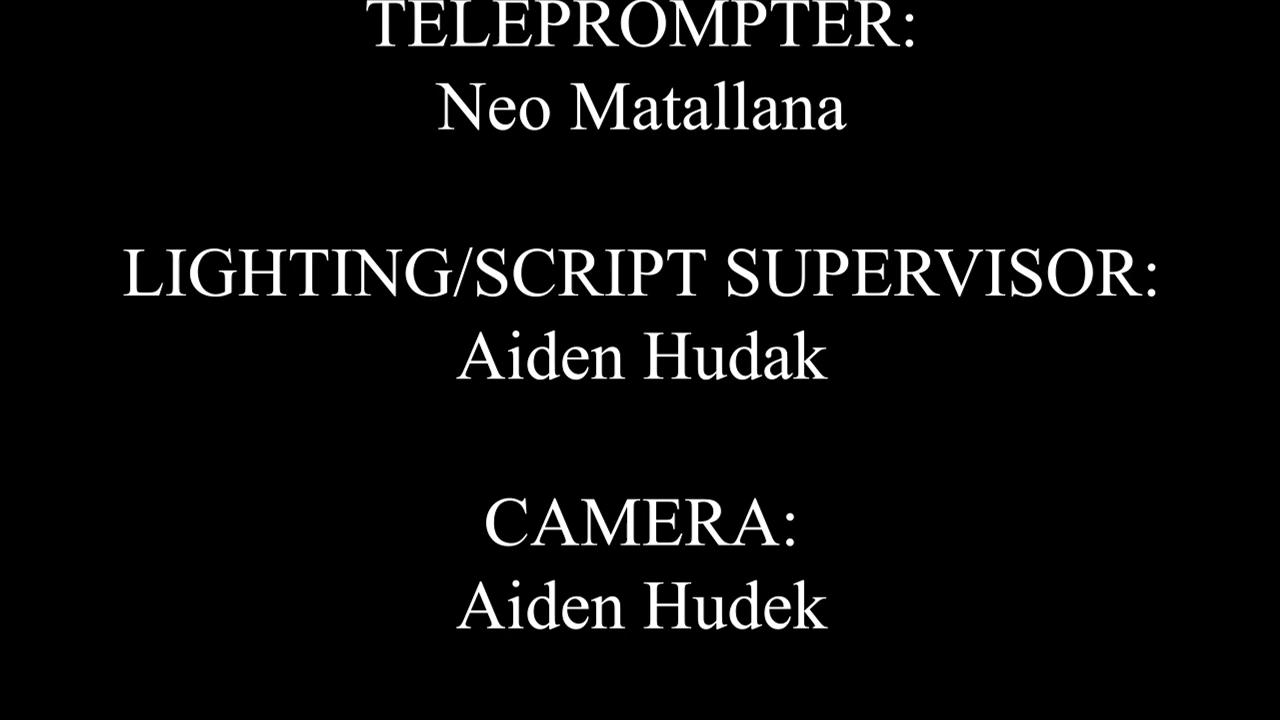 TELEPROMPTER:
Neo Matallana
LIGHTING/SCRIPT SUPERVISOR:
Aiden Hudak
CAMERA:
Aiden Hudek